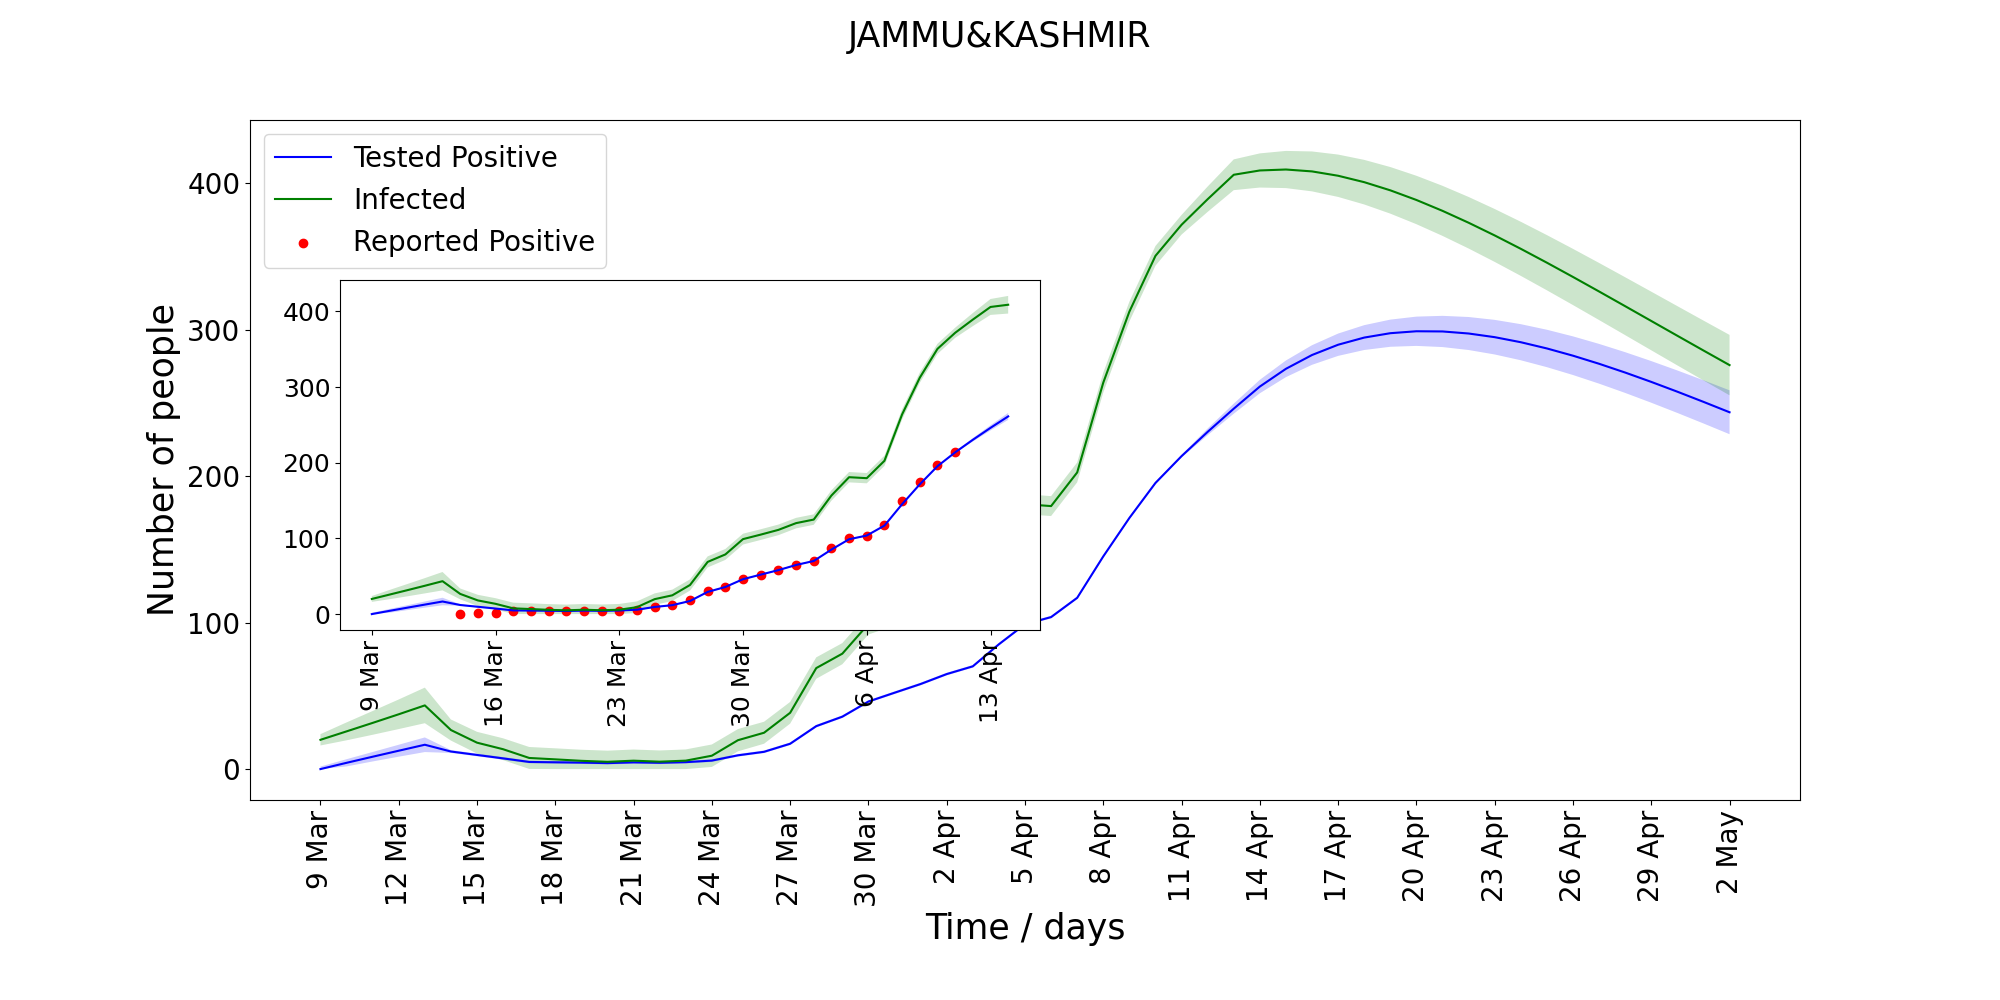 JAMMU&KASHMIR
Tested Positive
Infected
Reported Positive
Number of people
400
300
200
100
0
400
300
200
100
0
9 Mar
16 Mar
23 Mar
30 Mar
6 Apr
13 Apr
9 Mar
12 Mar
15 Mar
18 Mar
21 Mar
24 Mar
27 Mar
30 Mar
2 Apr
5 Apr
8 Apr
11 Apr
14 Apr
17 Apr
20 Apr
23 Apr
26 Apr
29 Apr
2 May
Time / days